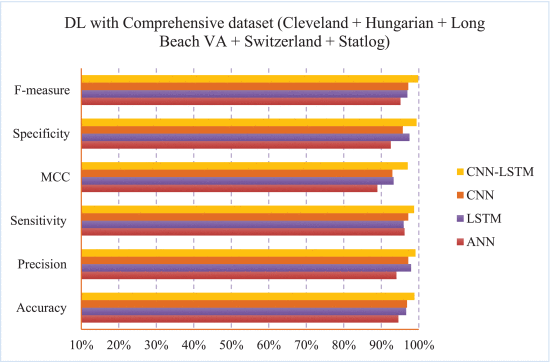 DL with Comprehensive dataset (Cleveland + Hungarian + Long
Beach VA + Switzerland + Statlog)
F-measure
Specificity
MCC
Sensitivity
Precision
Accuracy
CNN-LSTM
CNN
LSTM
ANN
10% 20% 30% 40% 50% 60% 70% 80% 90% 100%